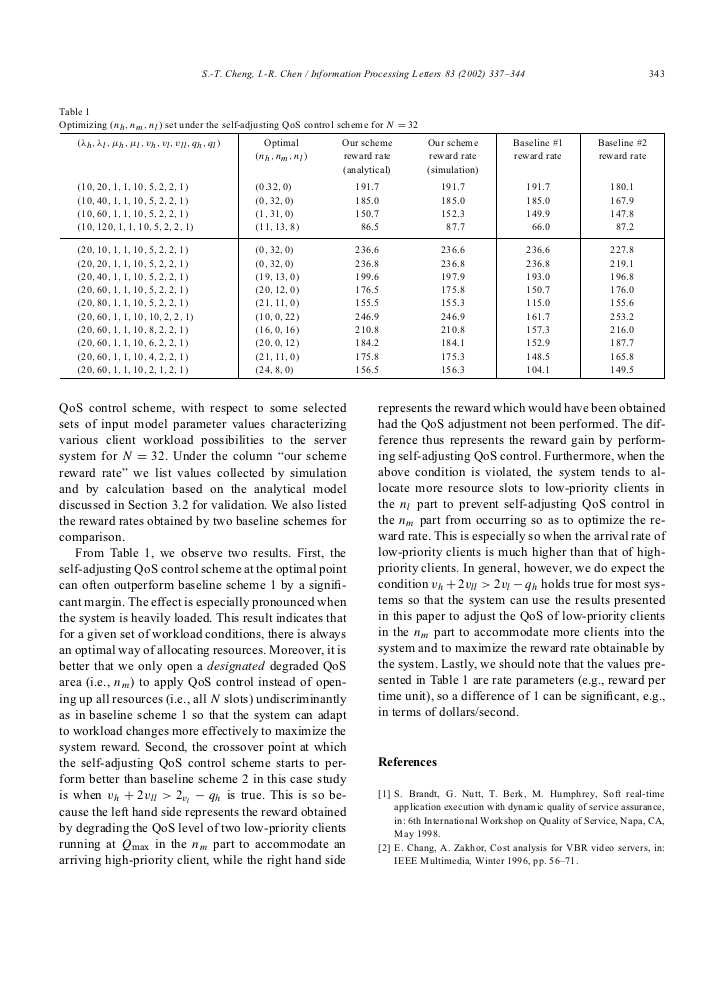 S.-T. Cheng, I.-R. Chen / Information Processing Letters 83 (2002) 337–344 343
Table 1
Optimizing (n_h, n_m, n_l) set under the self-adjusting QoS control scheme for N = 32
(λ_h, λ_l, μ_h, μ_l, v_h, v_l, v_ll, q_h, q_l) Optimal Our scheme Our scheme Baseline #1 Baseline #2
(n_h, n_m, n_l) reward rate reward rate reward rate reward rate
(analytical) (simulation)
(10, 20, 1, 1, 10, 5, 2, 2, 1) (0.32, 0) 191.7 191.7 191.7 180.1
(10, 40, 1, 1, 10, 5, 2, 2, 1) (0, 32, 0) 185.0 185.0 185.0 167.9
(10, 60, 1, 1, 10, 5, 2, 2, 1) (1, 31, 0) 150.7 152.3 149.9 147.8
(10, 120, 1, 1, 10, 5, 2, 2, 1) (11, 13, 8) 86.5 87.7 66.0 87.2
(20, 10, 1, 1, 10, 5, 2, 2, 1) (0, 32, 0) 236.6 236.6 236.6 227.8
(20, 20, 1, 1, 10, 5, 2, 2, 1) (0, 32, 0) 236.8 236.8 236.8 219.1
(20, 40, 1, 1, 10, 5, 2, 2, 1) (19, 13, 0) 199.6 197.9 193.0 196.8
(20, 60, 1, 1, 10, 5, 2, 2, 1) (20, 12, 0) 176.5 175.8 150.7 176.0
(20, 80, 1, 1, 10, 5, 2, 2, 1) (21, 11, 0) 155.5 155.3 115.0 155.6
(20, 60, 1, 1, 10, 10, 2, 2, 1) (10, 0, 22) 246.9 246.9 161.7 253.2
(20, 60, 1, 1, 10, 8, 2, 2, 1) (16, 0, 16) 210.8 210.8 157.3 216.0
(20, 60, 1, 1, 10, 6, 2, 2, 1) (20, 0, 12) 184.2 184.1 152.9 187.7
(20, 60, 1, 1, 10, 4, 2, 2, 1) (21, 11, 0) 175.8 175.3 148.5 165.8
(20, 60, 1, 1, 10, 2, 1, 2, 1) (24, 8, 0) 156.5 156.3 104.1 149.5
QoS control scheme, with respect to some selected
sets of input model parameter values characterizing
various client workload possibilities to the server
system for N = 32. Under the column “our scheme
reward rate” we list values collected by simulation
and by calculation based on the analytical model
discussed in Section 3.2 for validation. We also listed
the reward rates obtained by two baseline schemes for
comparison.
From Table 1, we observe two results. First, the
self-adjusting QoS control scheme at the optimal point
can often outperform baseline scheme 1 by a signifi-
cant margin. The effect is especially pronounced when
the system is heavily loaded. This result indicates that
for a given set of workload conditions, there is always
an optimal way of allocating resources. Moreover, it is
better that we only open a designated degraded QoS
area (i.e., n_m) to apply QoS control instead of open-
ing up all resources (i.e., all N slots) undiscriminantly
as in baseline scheme 1 so that the system can adapt
to workload changes more effectively to maximize the
system reward. Second, the crossover point at which
the self-adjusting QoS control scheme starts to per-
form better than baseline scheme 2 in this case study
is when v_h + 2v_ll > 2_{v_l} − q_h is true. This is so be-
cause the left hand side represents the reward obtained
by degrading the QoS level of two low-priority clients
running at Q_max in the n_m part to accommodate an
arriving high-priority client, while the right hand side
represents the reward which would have been obtained
had the QoS adjustment not been performed. The dif-
ference thus represents the reward gain by perform-
ing self-adjusting QoS control. Furthermore, when the
above condition is violated, the system tends to al-
locate more resource slots to low-priority clients in
the n_l part to prevent self-adjusting QoS control in
the n_m part from occurring so as to optimize the re-
ward rate. This is especially so when the arrival rate of
low-priority clients is much higher than that of high-
priority clients. In general, however, we do expect the
condition v_h + 2v_ll > 2v_l − q_h holds true for most sys-
tems so that the system can use the results presented
in this paper to adjust the QoS of low-priority clients
in the n_m part to accommodate more clients into the
system and to maximize the reward rate obtainable by
the system. Lastly, we should note that the values pre-
sented in Table 1 are rate parameters (e.g., reward per
time unit), so a difference of 1 can be significant, e.g.,
in terms of dollars/second.
References
[1] S. Brandt, G. Nutt, T. Berk, M. Humphrey, Soft real-time
application execution with dynamic quality of service assurance,
in: 6th International Workshop on Quality of Service, Napa, CA,
May 1998.
[2] E. Chang, A. Zakhor, Cost analysis for VBR video servers, in:
IEEE Multimedia, Winter 1996, pp. 56–71.